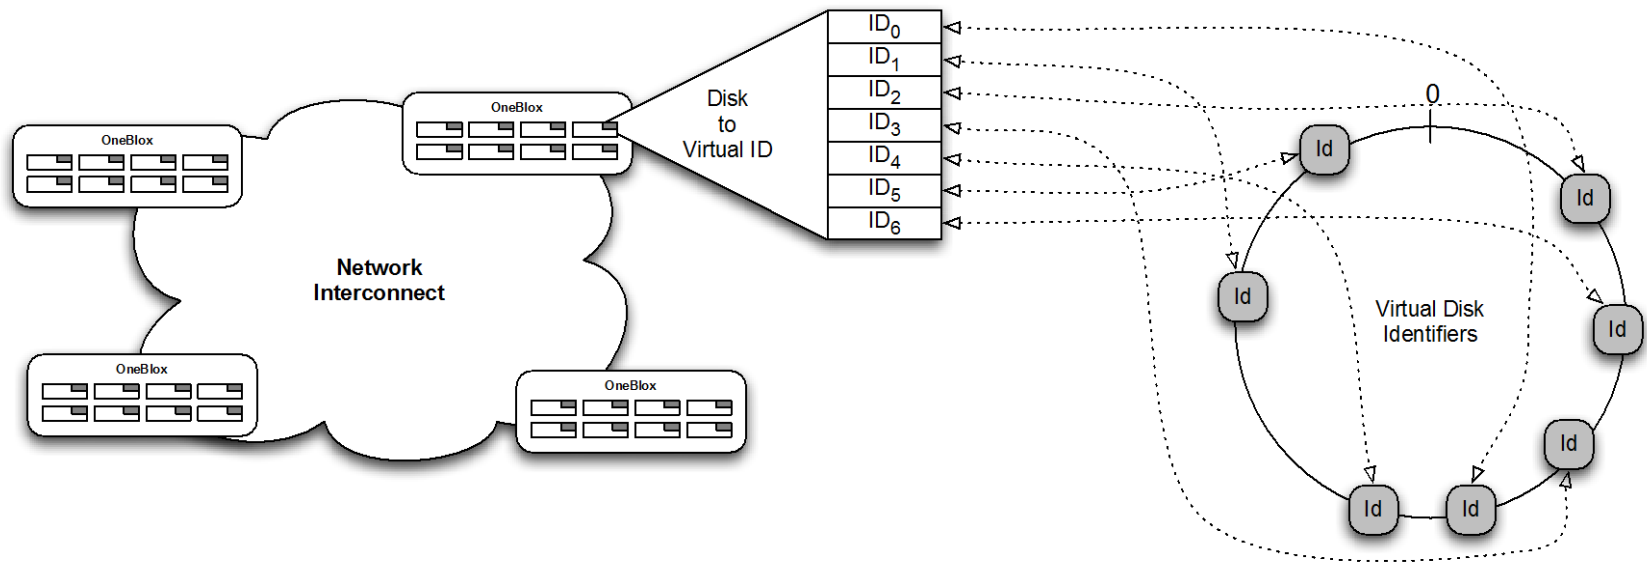 OneBlox
OneBlox
Network
Interconnect
OneBlox
OneBlox
Disk
to
Virtual ID
ID0
ID1
ID2
ID3
ID4
ID5
ID6
0
Id
Id
Id
Id
Virtual Disk
Identifiers
Id
Id
Id